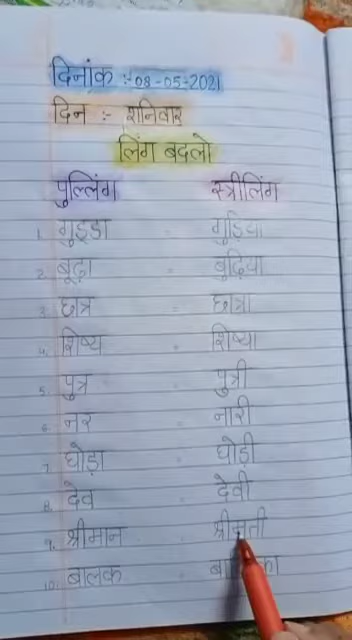 दिनांक :- 08-05-2021
दिन :- शनिवार
लिंग बदलो
पुल्लिंग स्त्रीलिंग
1. गुड्डा - गुड़िया
2. बूढ़ा - बुढ़िया
3. छात्र - छात्रा
4. शिष्य - शिष्या
5. पुत्र - पुत्री
6. नर - नारी
7. घोड़ा - घोड़ी
8. देव - देवी
9. श्रीमान - श्रीमती
10. बालक -